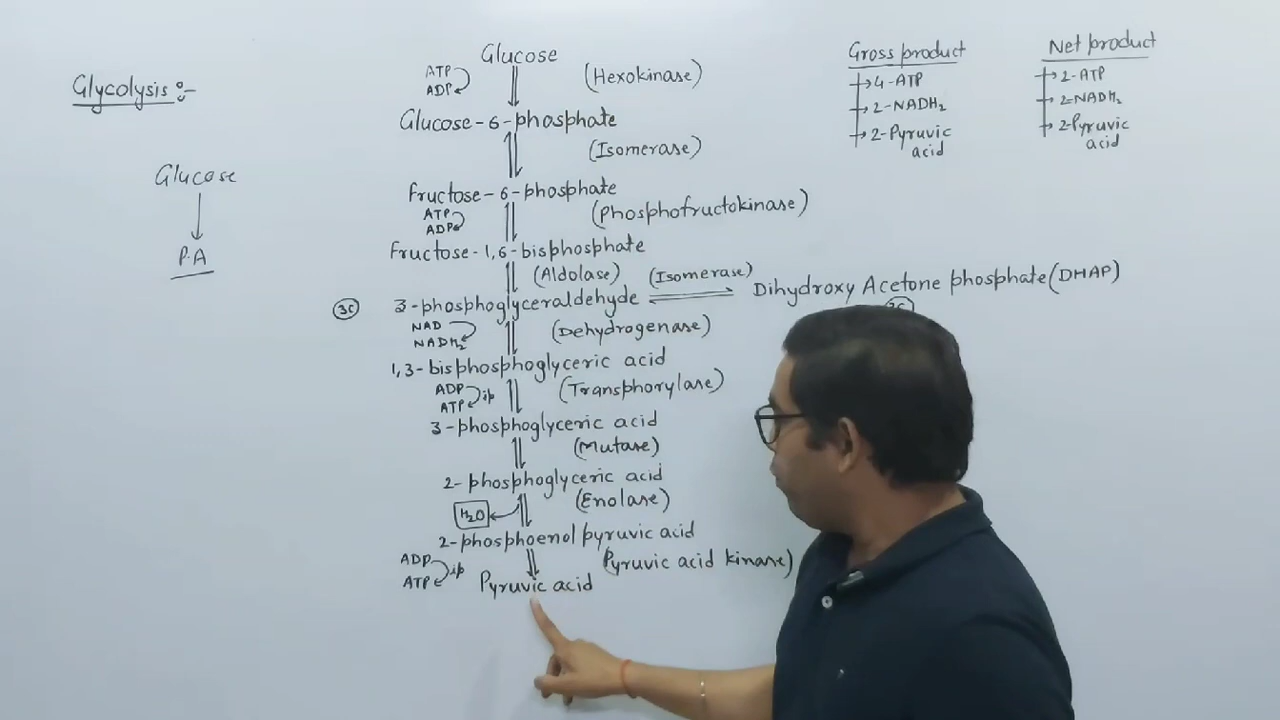 Glycolysis:-
Glucose
P.A
Glucose
ATP
ADP
(Hexokinase)
Glucose-6-phosphate
(Isomerase)
Fructose-6-phosphate
ATP
ADP
(Phosphofructokinase)
Fructose-1,6-bisphosphate
(Aldolase)
(Isomerase)
3C
3-phosphoglyceraldehyde
Dihydroxy Acetone phosphate(DHAP)
NAD
NADH₂
(Dehydrogenase)
1,3-bisphosphoglyceric acid
ADP
ATP
ip
(Transphorylase)
3-phosphoglyceric acid
(Mutase)
2-phosphoglyceric acid
(Enolase)
H₂O
2-phosphoenol pyruvic acid
ADP
ATP
ip
Pyruvic acid kinase)
Pyruvic acid
Gross product
4-ATP
2-NADH₂
2-Pyruvic
acid
Net product
2-ATP
2-NADH₂
2-Pyruvic
acid